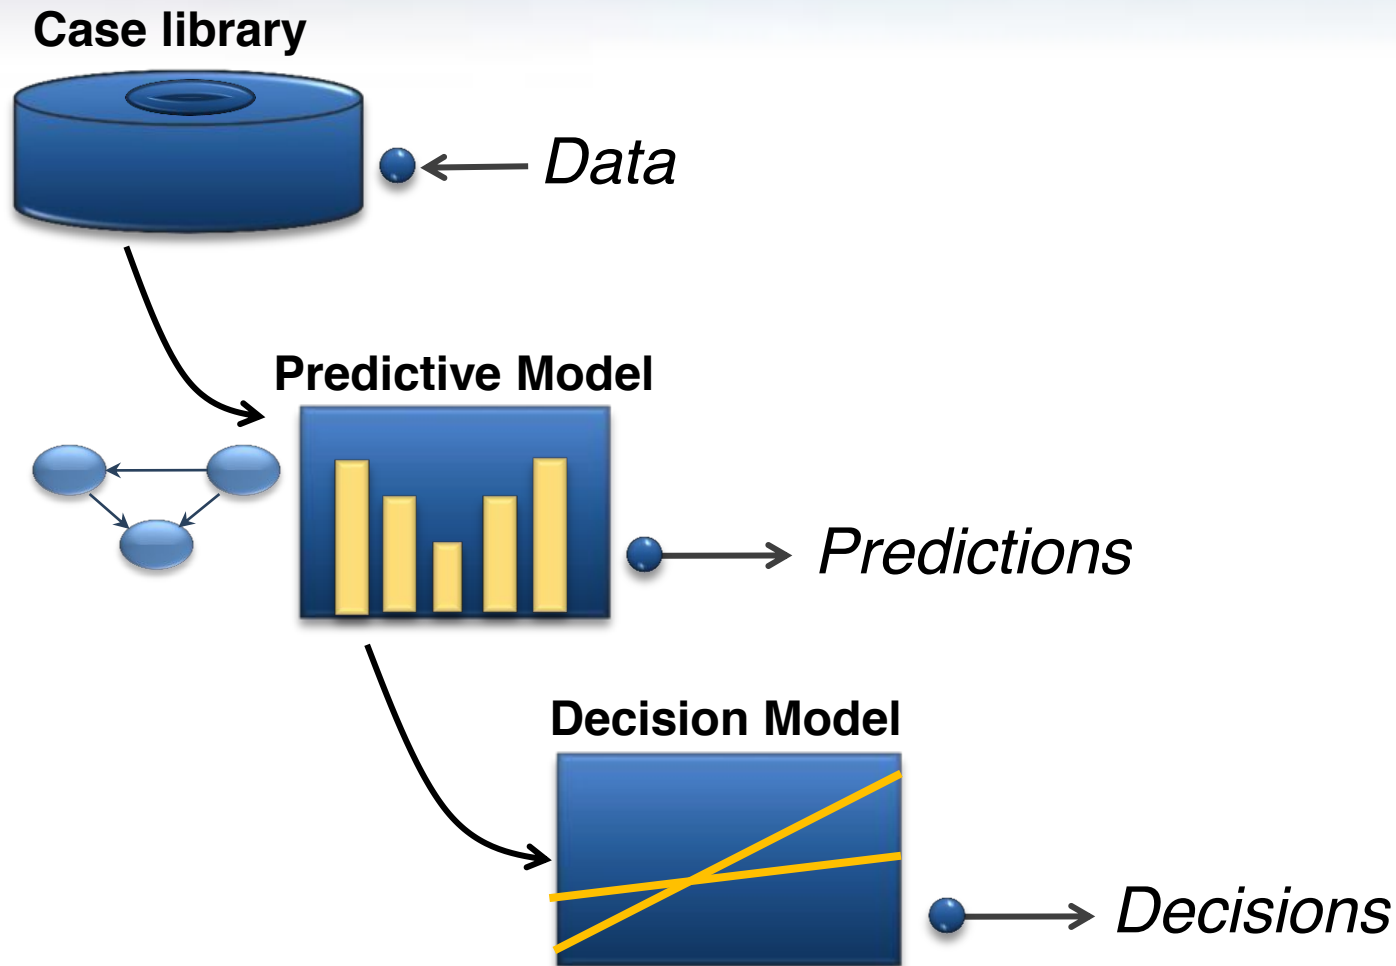 Case library
Data
Predictive Model
Predictions
Decision Model
Decisions